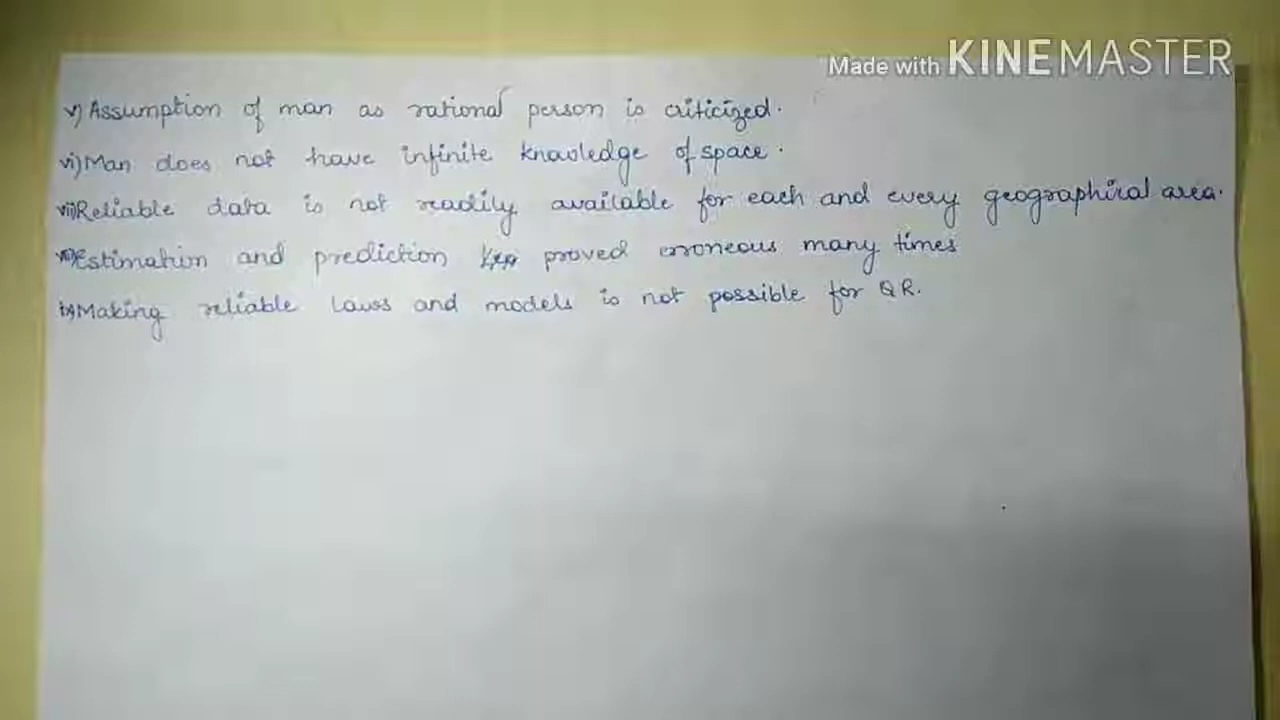 Made with KINEMASTER
v) Assumption of man as rational person is criticized.
vi) Man does not have infinite knowledge of space.
vii) Reliable data is not readily available for each and every geographical area.
viii) Estimation and prediction proved erroneous many times
ix) Making reliable laws and models is not possible for QR.